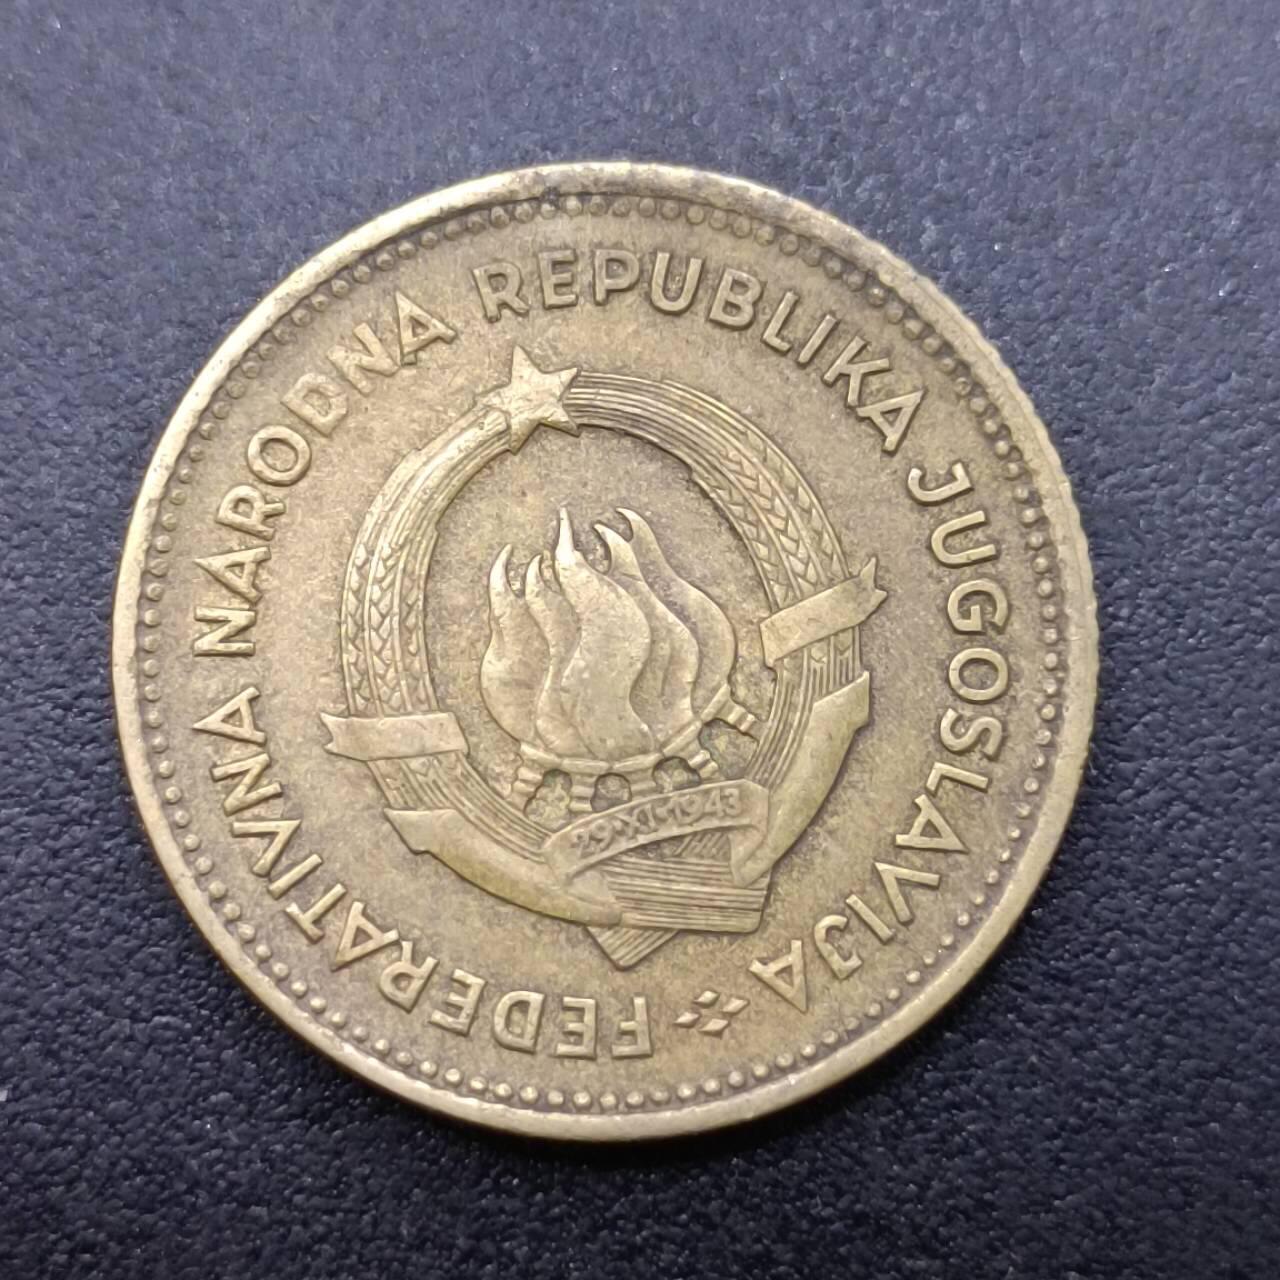 FEDERATIVNA NARODNA REPUBLIKA JUGOSLAVIJA
29·XI·1943